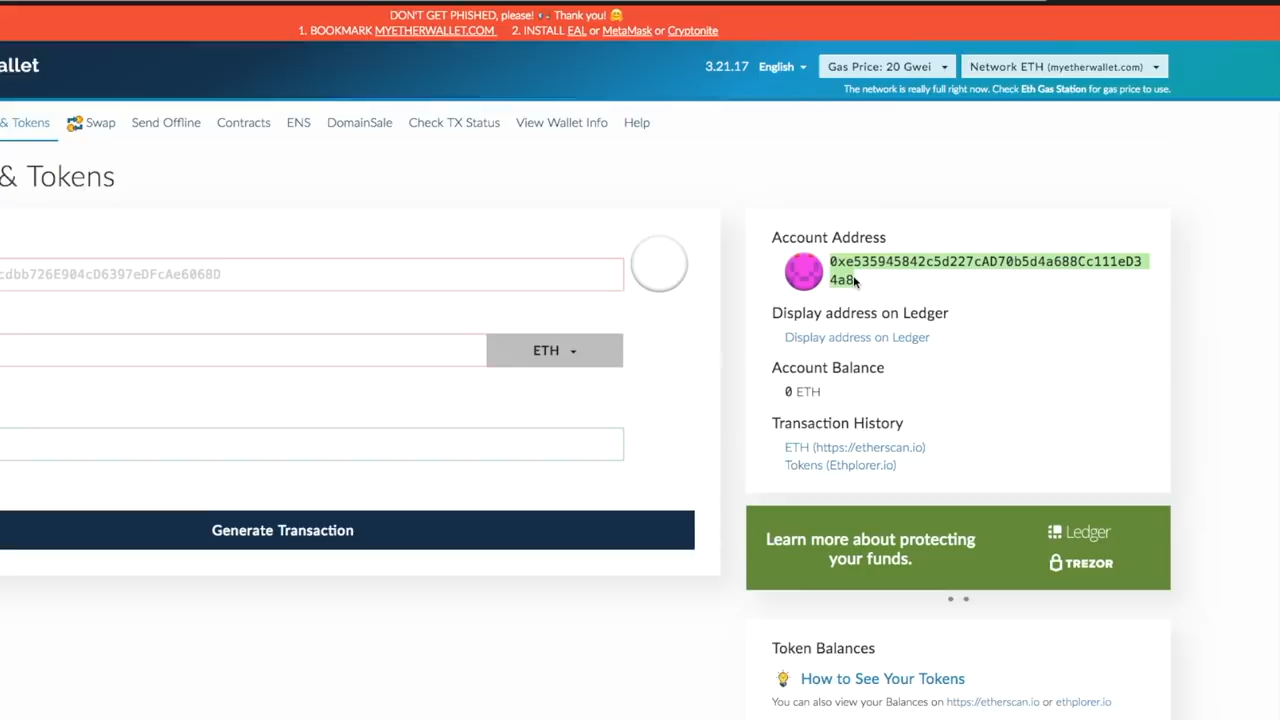 DON'T GET PHISHED, please! Thank you! 🤗
1. BOOKMARK MYETHERWALLET.COM 2. INSTALL EAL or MetaMask or Cryptonite
allet
3.21.17 English Gas Price: 20 Gwei Network ETH (myetherwallet.com)
The network is really full right now. Check Eth Gas Station for gas price to use.
& Tokens Swap Send Offline Contracts ENS DomainSale Check TX Status View Wallet Info Help
& Tokens
Account Address
0xe535945842c5d227cAD70b5d4a688Cc111eD3
4a8
cdbb726E904cD6397eDFcAe6068D
Display address on Ledger
Display address on Ledger
ETH
Account Balance
0 ETH
Transaction History
ETH (https://etherscan.io)
Tokens (Ethplorer.io)
Generate Transaction
Learn more about protecting
your funds.
Ledger
TREZOR
Token Balances
How to See Your Tokens
You can also view your Balances on https://etherscan.io or ethplorer.io